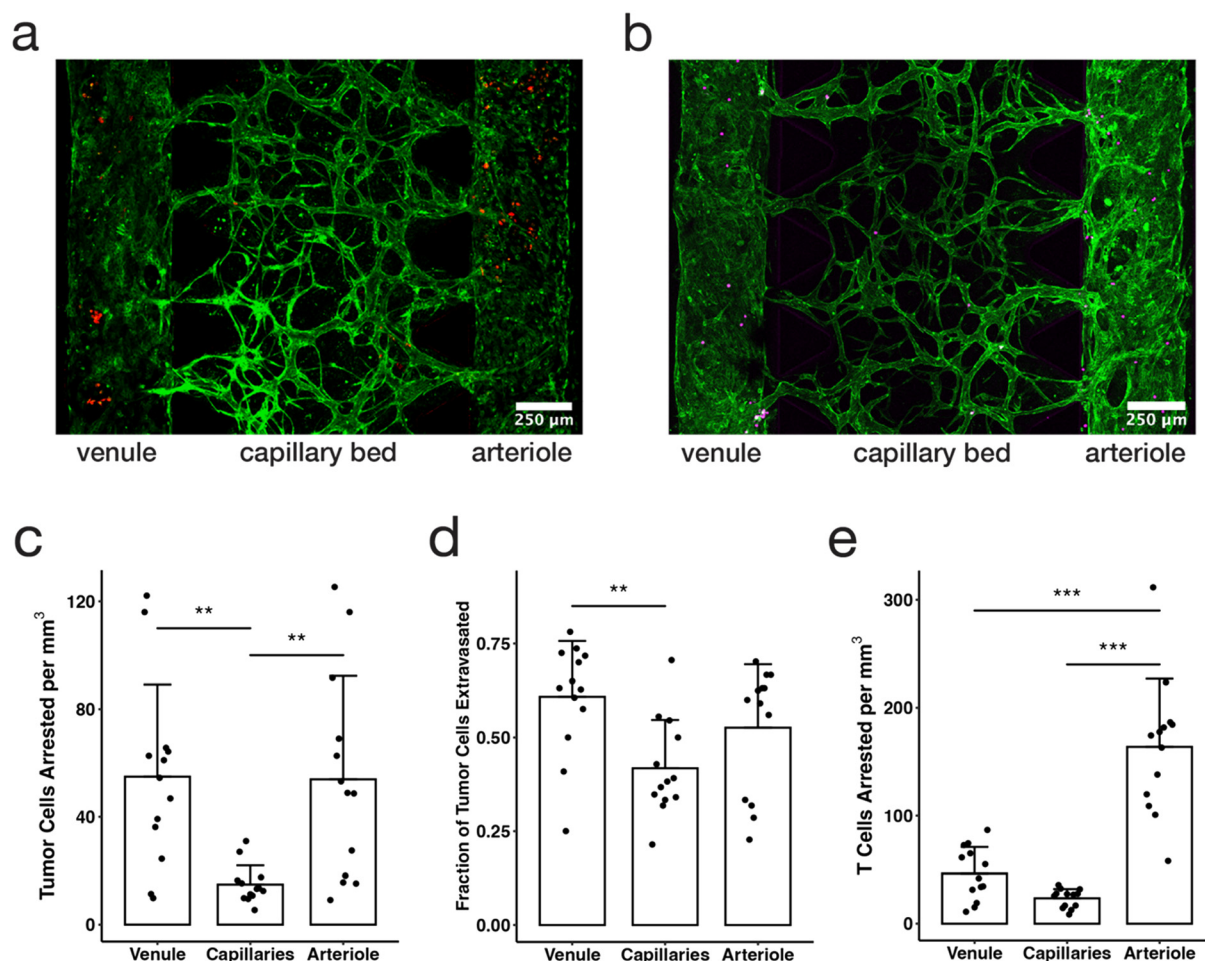 a
b
250 µm
250 µm
venule capillary bed arteriole
venule capillary bed arteriole
c
d
e
Tumor Cells Arrested per mm³
120
80
40
0
**
**
Venule Capillaries Arteriole
Fraction of Tumor Cells Extravasated
0.75
0.50
0.25
0.00
**
Venule Capillaries Arteriole
T Cells Arrested per mm³
300
200
100
0
***
***
Venule Capillaries Arteriole